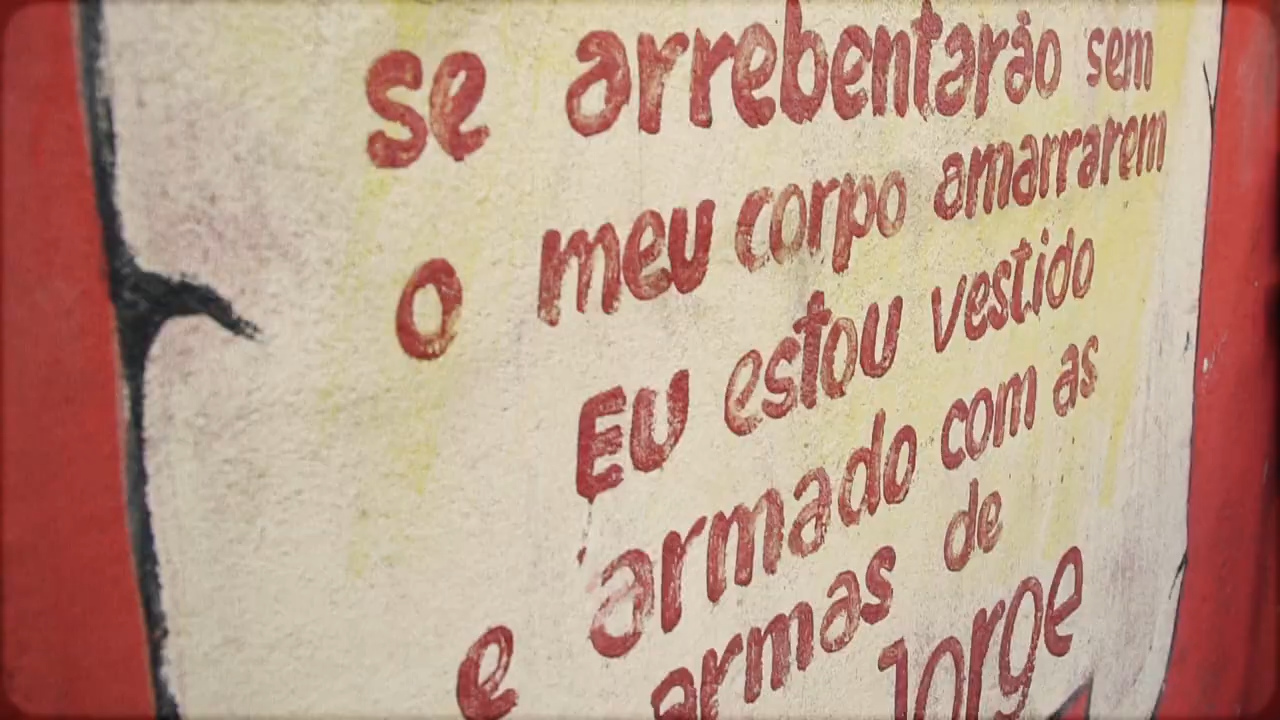 se arrebentarão sem
o meu corpo amarrarem
EU estou vestido
e armado com as
armas de
Jorge